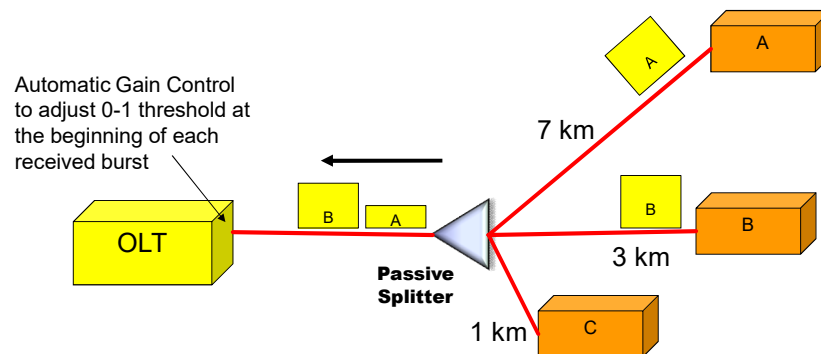 Automatic Gain Control
to adjust 0-1 threshold at
the beginning of each
received burst
A
A
7 km
B
A
B
B
OLT
3 km
Passive
Splitter
1 km
C